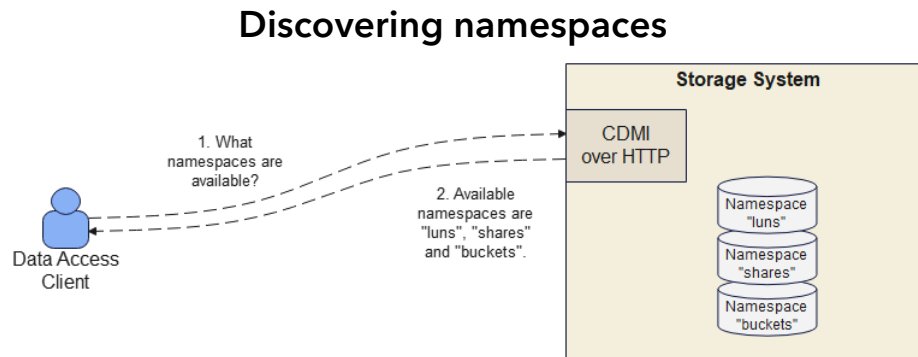 Discovering namespaces
Storage System
1. What
namespaces are
available?
CDMI
over HTTP
2. Available
namespaces are
"luns", "shares"
and "buckets".
Data Access
Client
Namespace
"luns"
Namespace
"shares"
Namespace
"buckets"